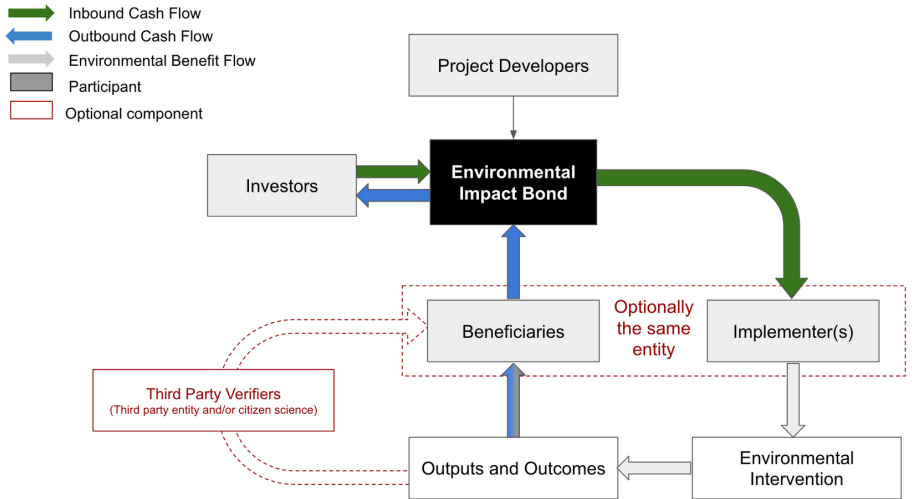 Inbound Cash Flow
Outbound Cash Flow
Environmental Benefit Flow
Participant
Optional component
Project Developers
Investors
Environmental
Impact Bond
Beneficiaries
Optionally
the same
entity
Implementer(s)
Third Party Verifiers
(Third party entity and/or citizen science)
Outputs and Outcomes
Environmental
Intervention